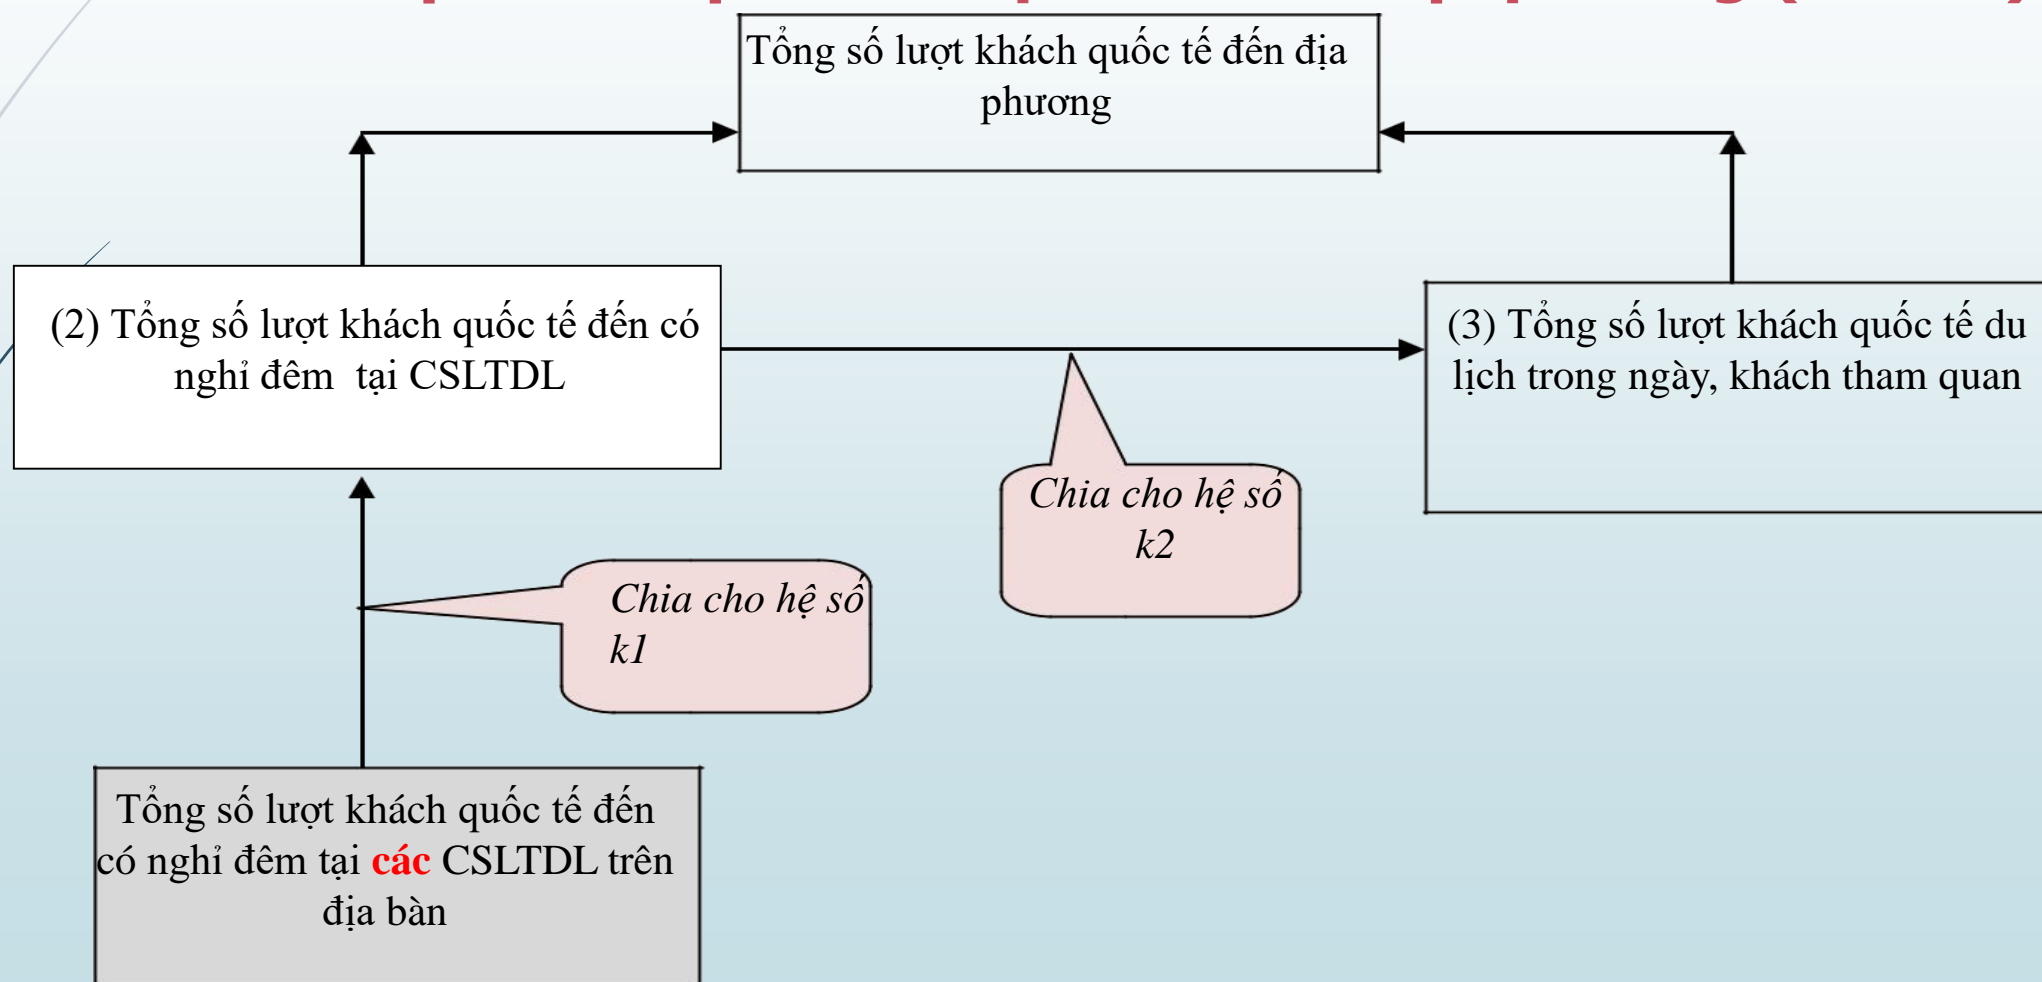 Tổng số lượt khách quốc tế đến địa
phương
(2) Tổng số lượt khách quốc tế đến có
nghỉ đêm tại CSLTDL
(3) Tổng số lượt khách quốc tế du
lịch trong ngày, khách tham quan
Chia cho hệ số
k2
Chia cho hệ số
k1
Tổng số lượt khách quốc tế đến
có nghỉ đêm tại các CSLTDL trên
địa bàn